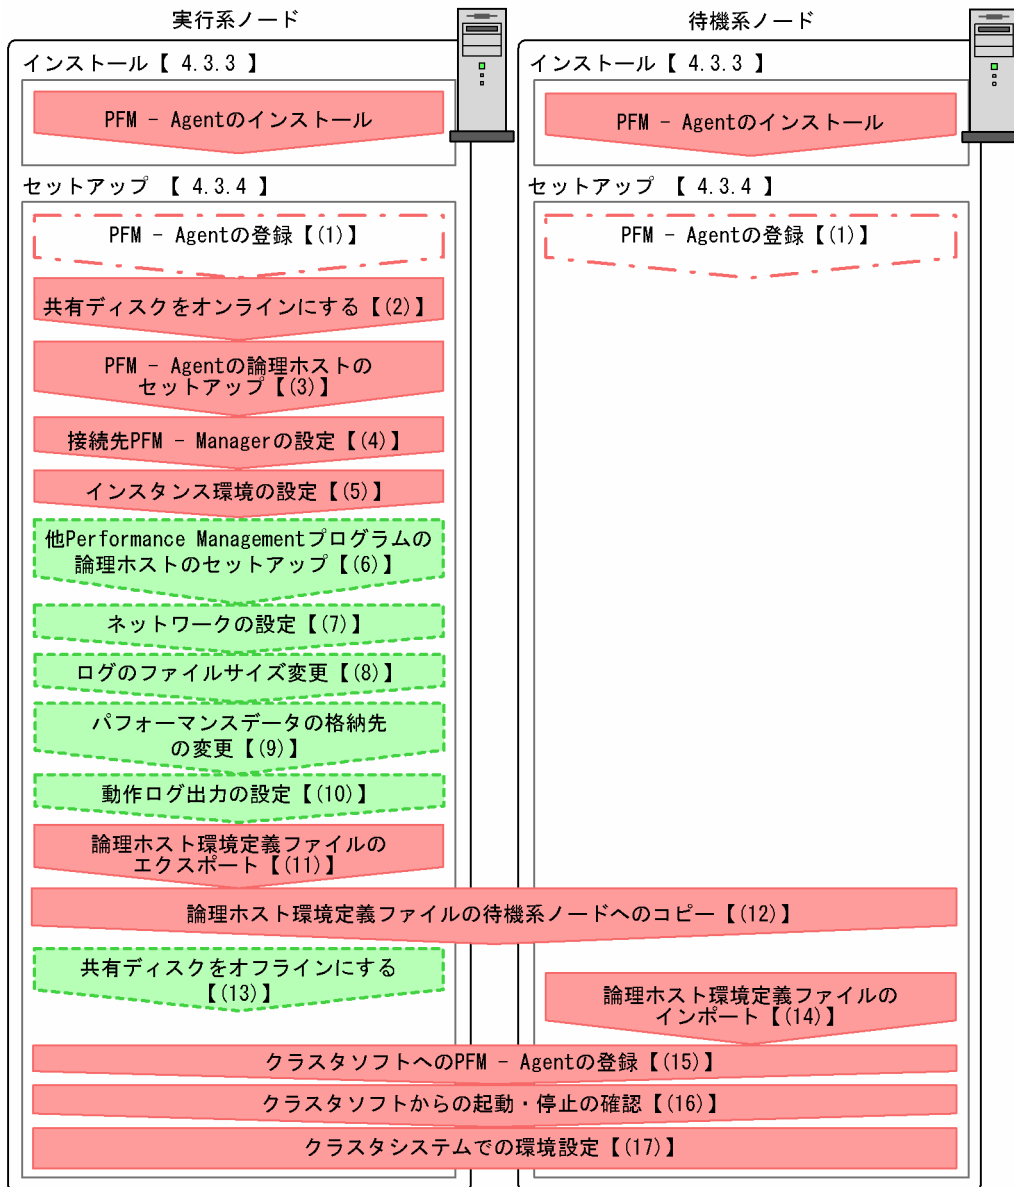 実行系ノード
待機系ノード
インストール【 4.3.3 】
インストール【 4.3.3 】
PFM － Agentのインストール
PFM － Agentのインストール
セットアップ 【 4.3.4 】
セットアップ 【 4.3.4 】
PFM － Agentの登録【(1)】
PFM － Agentの登録【(1)】
共有ディスクをオンラインにする【(2)】
PFM － Agentの論理ホストの
セットアップ【(3)】
接続先PFM － Managerの設定【(4)】
インスタンス環境の設定【(5)】
他Performance Managementプログラムの
論理ホストのセットアップ【(6)】
ネットワークの設定【(7)】
ログのファイルサイズ変更【(8)】
パフォーマンスデータの格納先
の変更【(9)】
動作ログ出力の設定【(10)】
論理ホスト環境定義ファイルの
エクスポート【(11)】
論理ホスト環境定義ファイルの待機系ノードへのコピー【(12)】
共有ディスクをオフラインにする
【(13)】
論理ホスト環境定義ファイルの
インポート【(14)】
クラスタソフトへのPFM － Agentの登録【(15)】
クラスタソフトからの起動・停止の確認【(16)】
クラスタシステムでの環境設定【(17)】